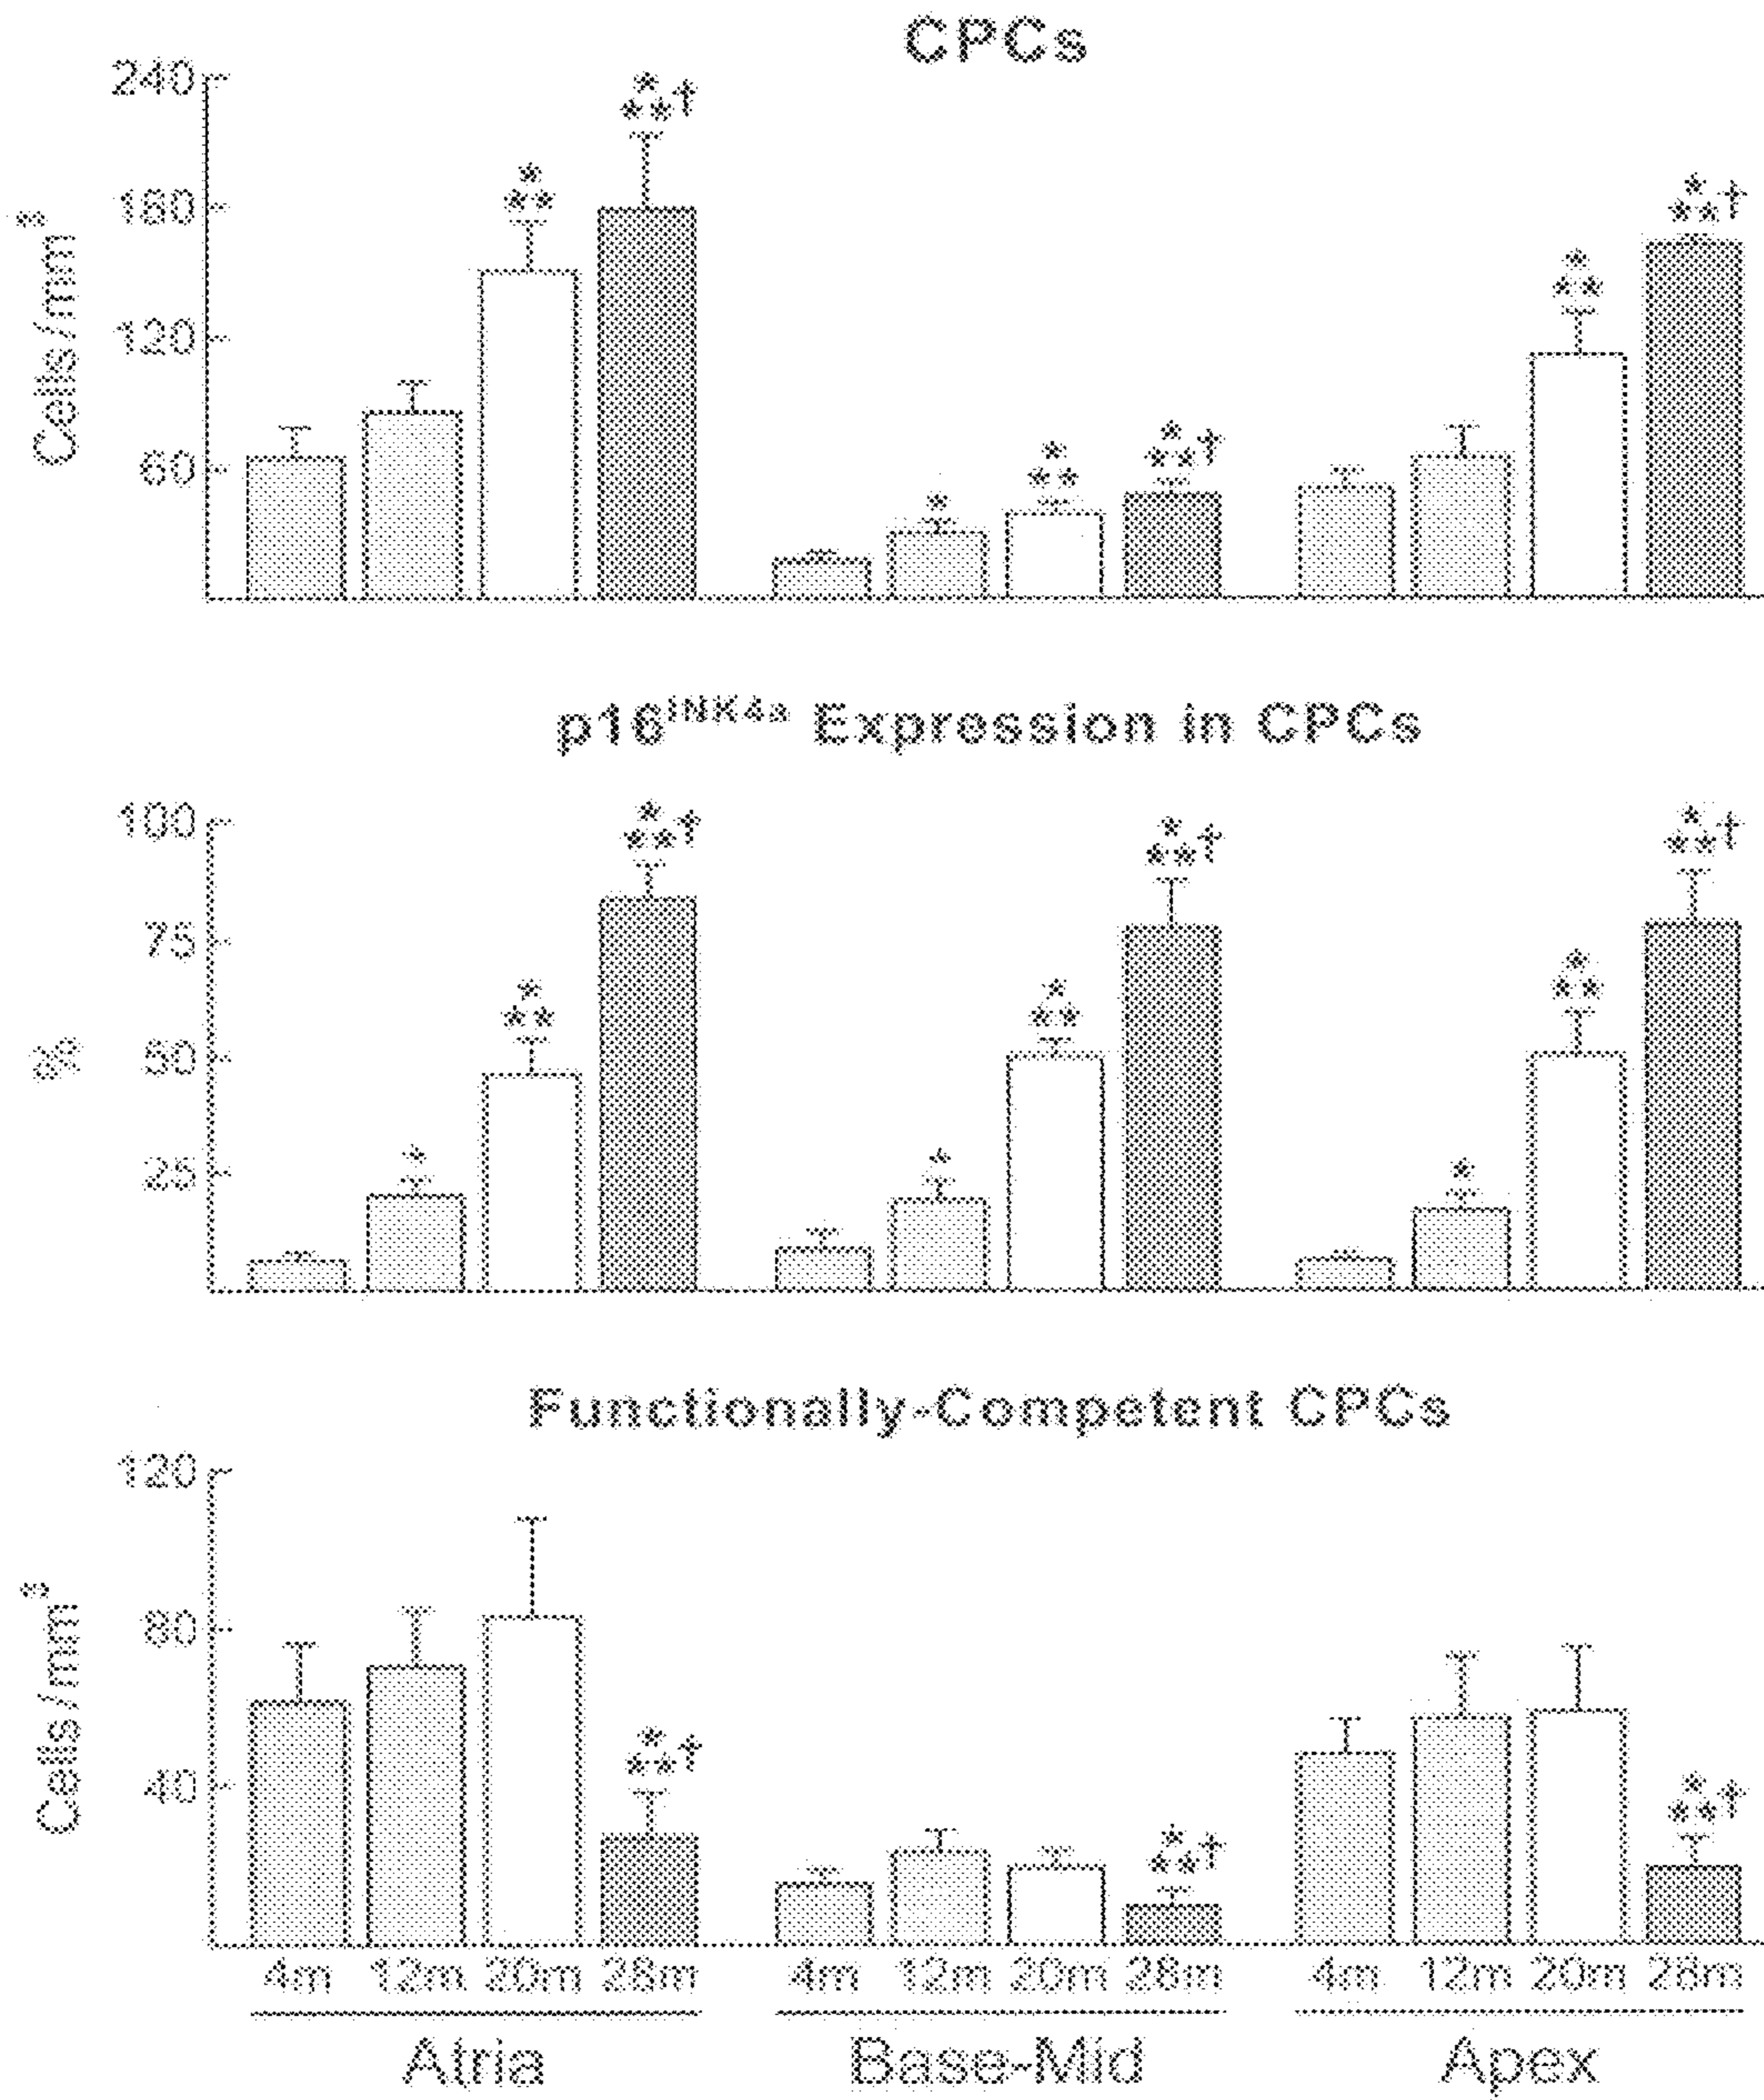 CPCs
240
180
120
60
Cells/mm³
* ** * **†
* * ** * **†
* ** * **†
p16ᴵᴺᴷ⁴ᵃ Expression in CPCs
100
75
50
25
%
* * ** * **†
* * ** * **†
* * ** * **†
Functionally-Competent CPCs
120
80
40
Cells/mm³
* **†
* **†
* **†
4m 12m 20m 28m 4m 12m 20m 28m 4m 12m 20m 28m
Atria Base-Mid Apex